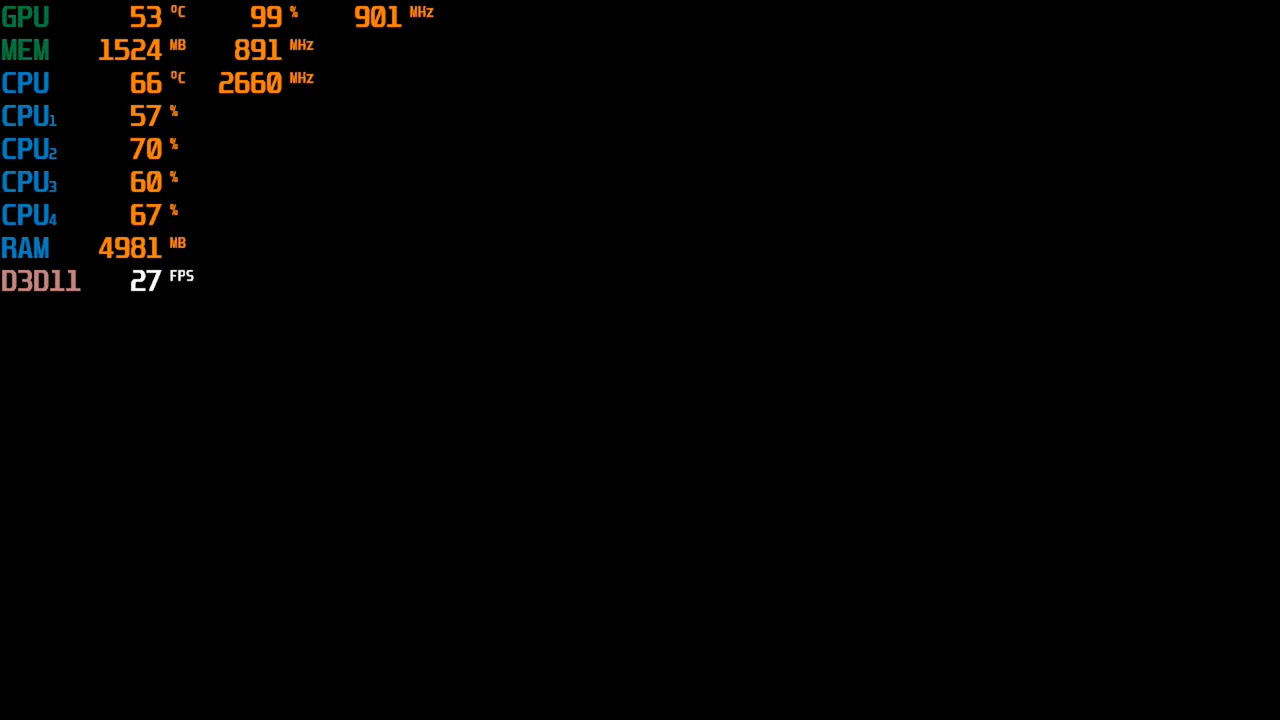 GPU 53 °C 99 % 901 MHz
MEM 1524 MB 891 MHz
CPU 66 °C 2660 MHz
CPU1 57 %
CPU2 70 %
CPU3 60 %
CPU4 67 %
RAM 4981 MB
D3D11 27 FPS